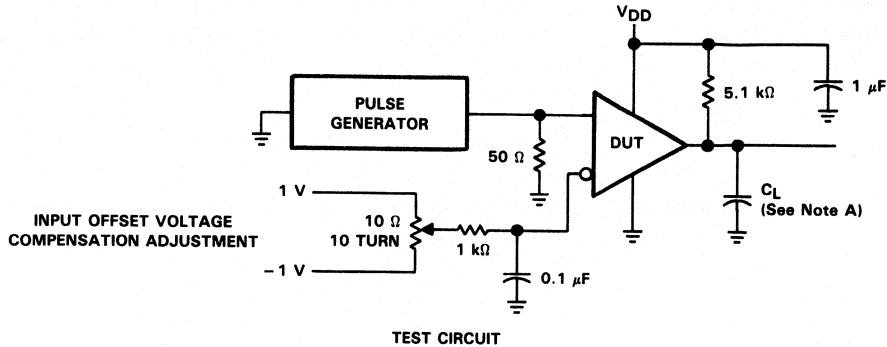 VDD
PULSE
GENERATOR
5.1 kΩ
1 μF
DUT
50 Ω
CL
(See Note A)
1 V
INPUT OFFSET VOLTAGE
COMPENSATION ADJUSTMENT
10 Ω
10 TURN
1 kΩ
−1 V
0.1 μF
TEST CIRCUIT